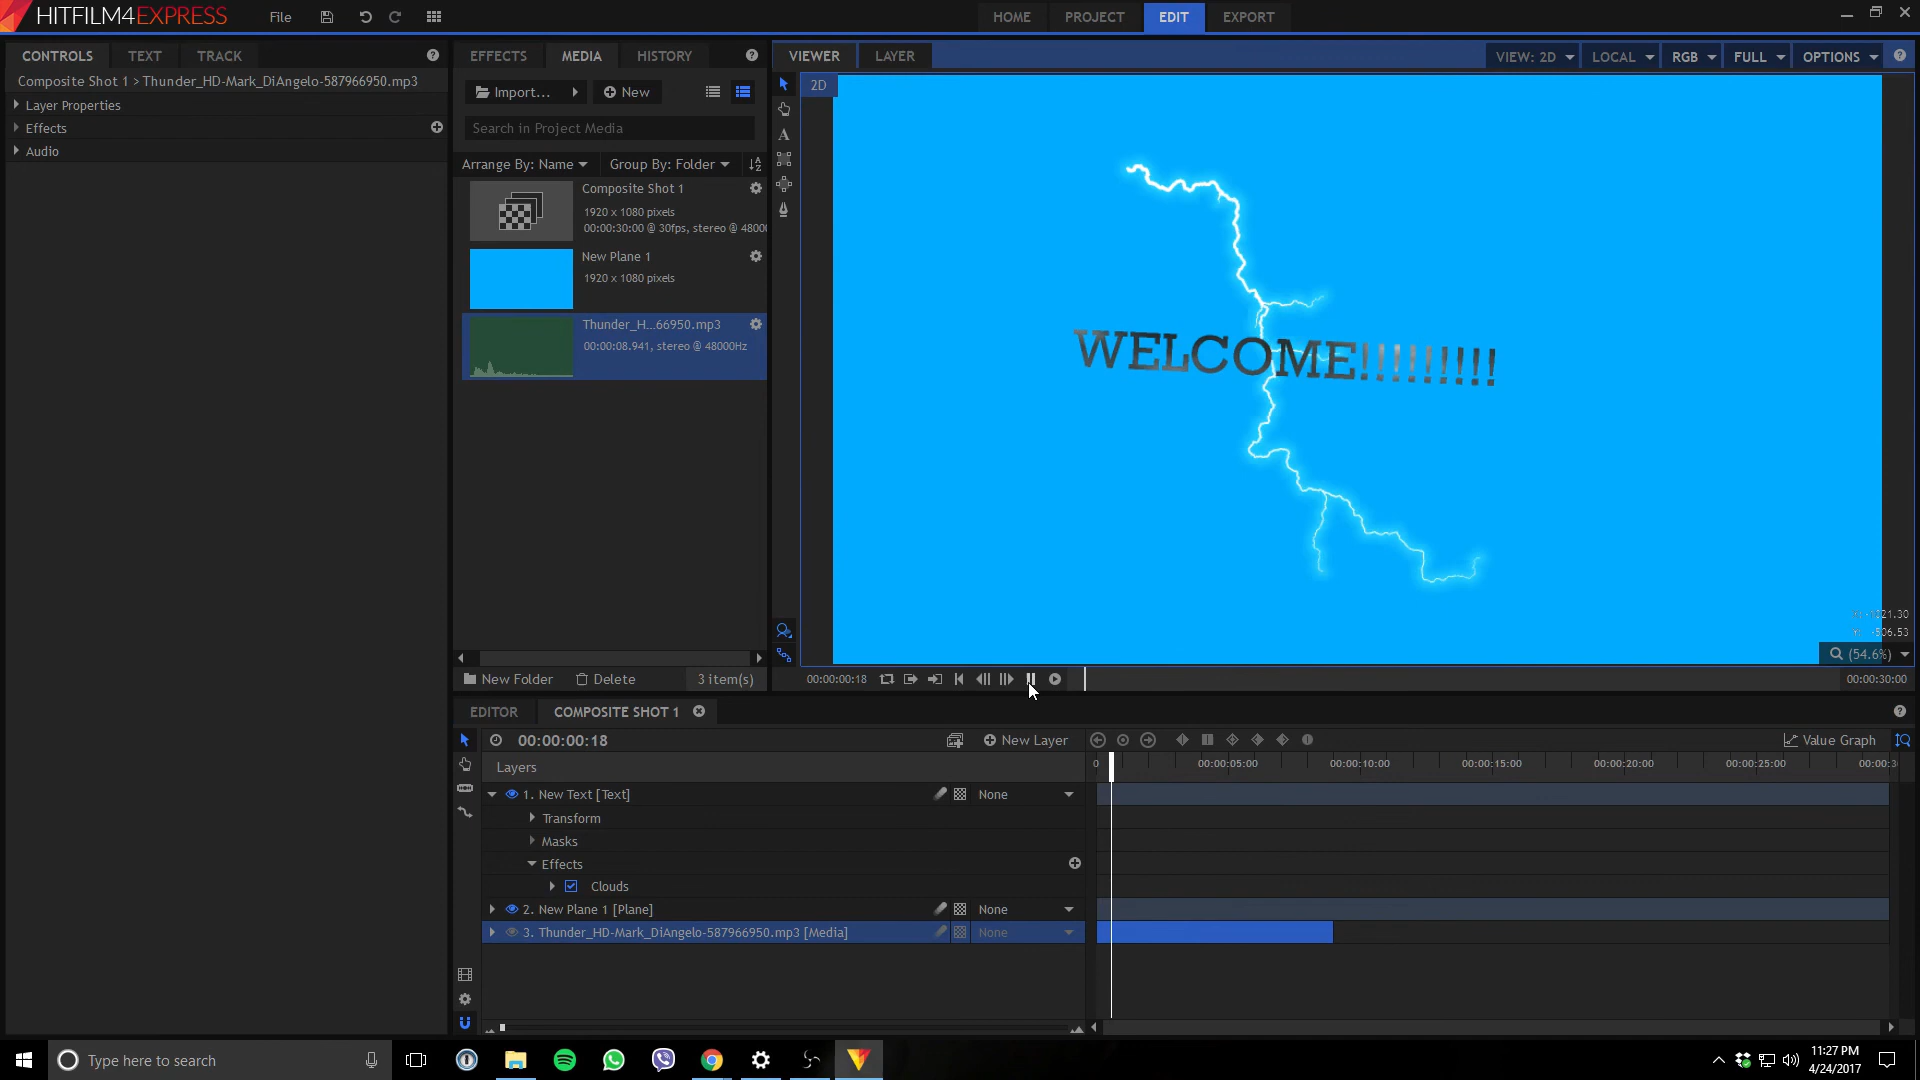 HITFILM4EXPRESS
File
HOME
PROJECT
EDIT
EXPORT
CONTROLS
TEXT
TRACK
Composite Shot 1 > Thunder_HD-Mark_DiAngelo-587966950.mp3
Layer Properties
Effects
Audio
EFFECTS
MEDIA
HISTORY
Import...
New
Search in Project Media
Arrange By: Name
Group By: Folder
Composite Shot 1
1920 x 1080 pixels
00:00:30:00 @ 30fps, stereo @ 4800
New Plane 1
1920 x 1080 pixels
Thunder_H...66950.mp3
00:00:08.941, stereo @ 48000Hz
New Folder
Delete
3 item(s)
VIEWER
LAYER
VIEW: 2D
LOCAL
RGB
FULL
OPTIONS
2D
A
WELCOME!!!!!!!!!
(54.6%)
00:00:00:18
00:00:30:00
EDITOR
COMPOSITE SHOT 1
00:00:00:18
New Layer
Value Graph
Layers
0
00:00:05:00
00:00:10:00
00:00:15:00
00:00:20:00
00:00:25:00
00:00:3
1. New Text [Text]
None
Transform
Masks
Effects
Clouds
2. New Plane 1 [Plane]
None
3. Thunder_HD-Mark_DiAngelo-587966950.mp3 [Media]
None
Type here to search
11:27 PM
4/24/2017